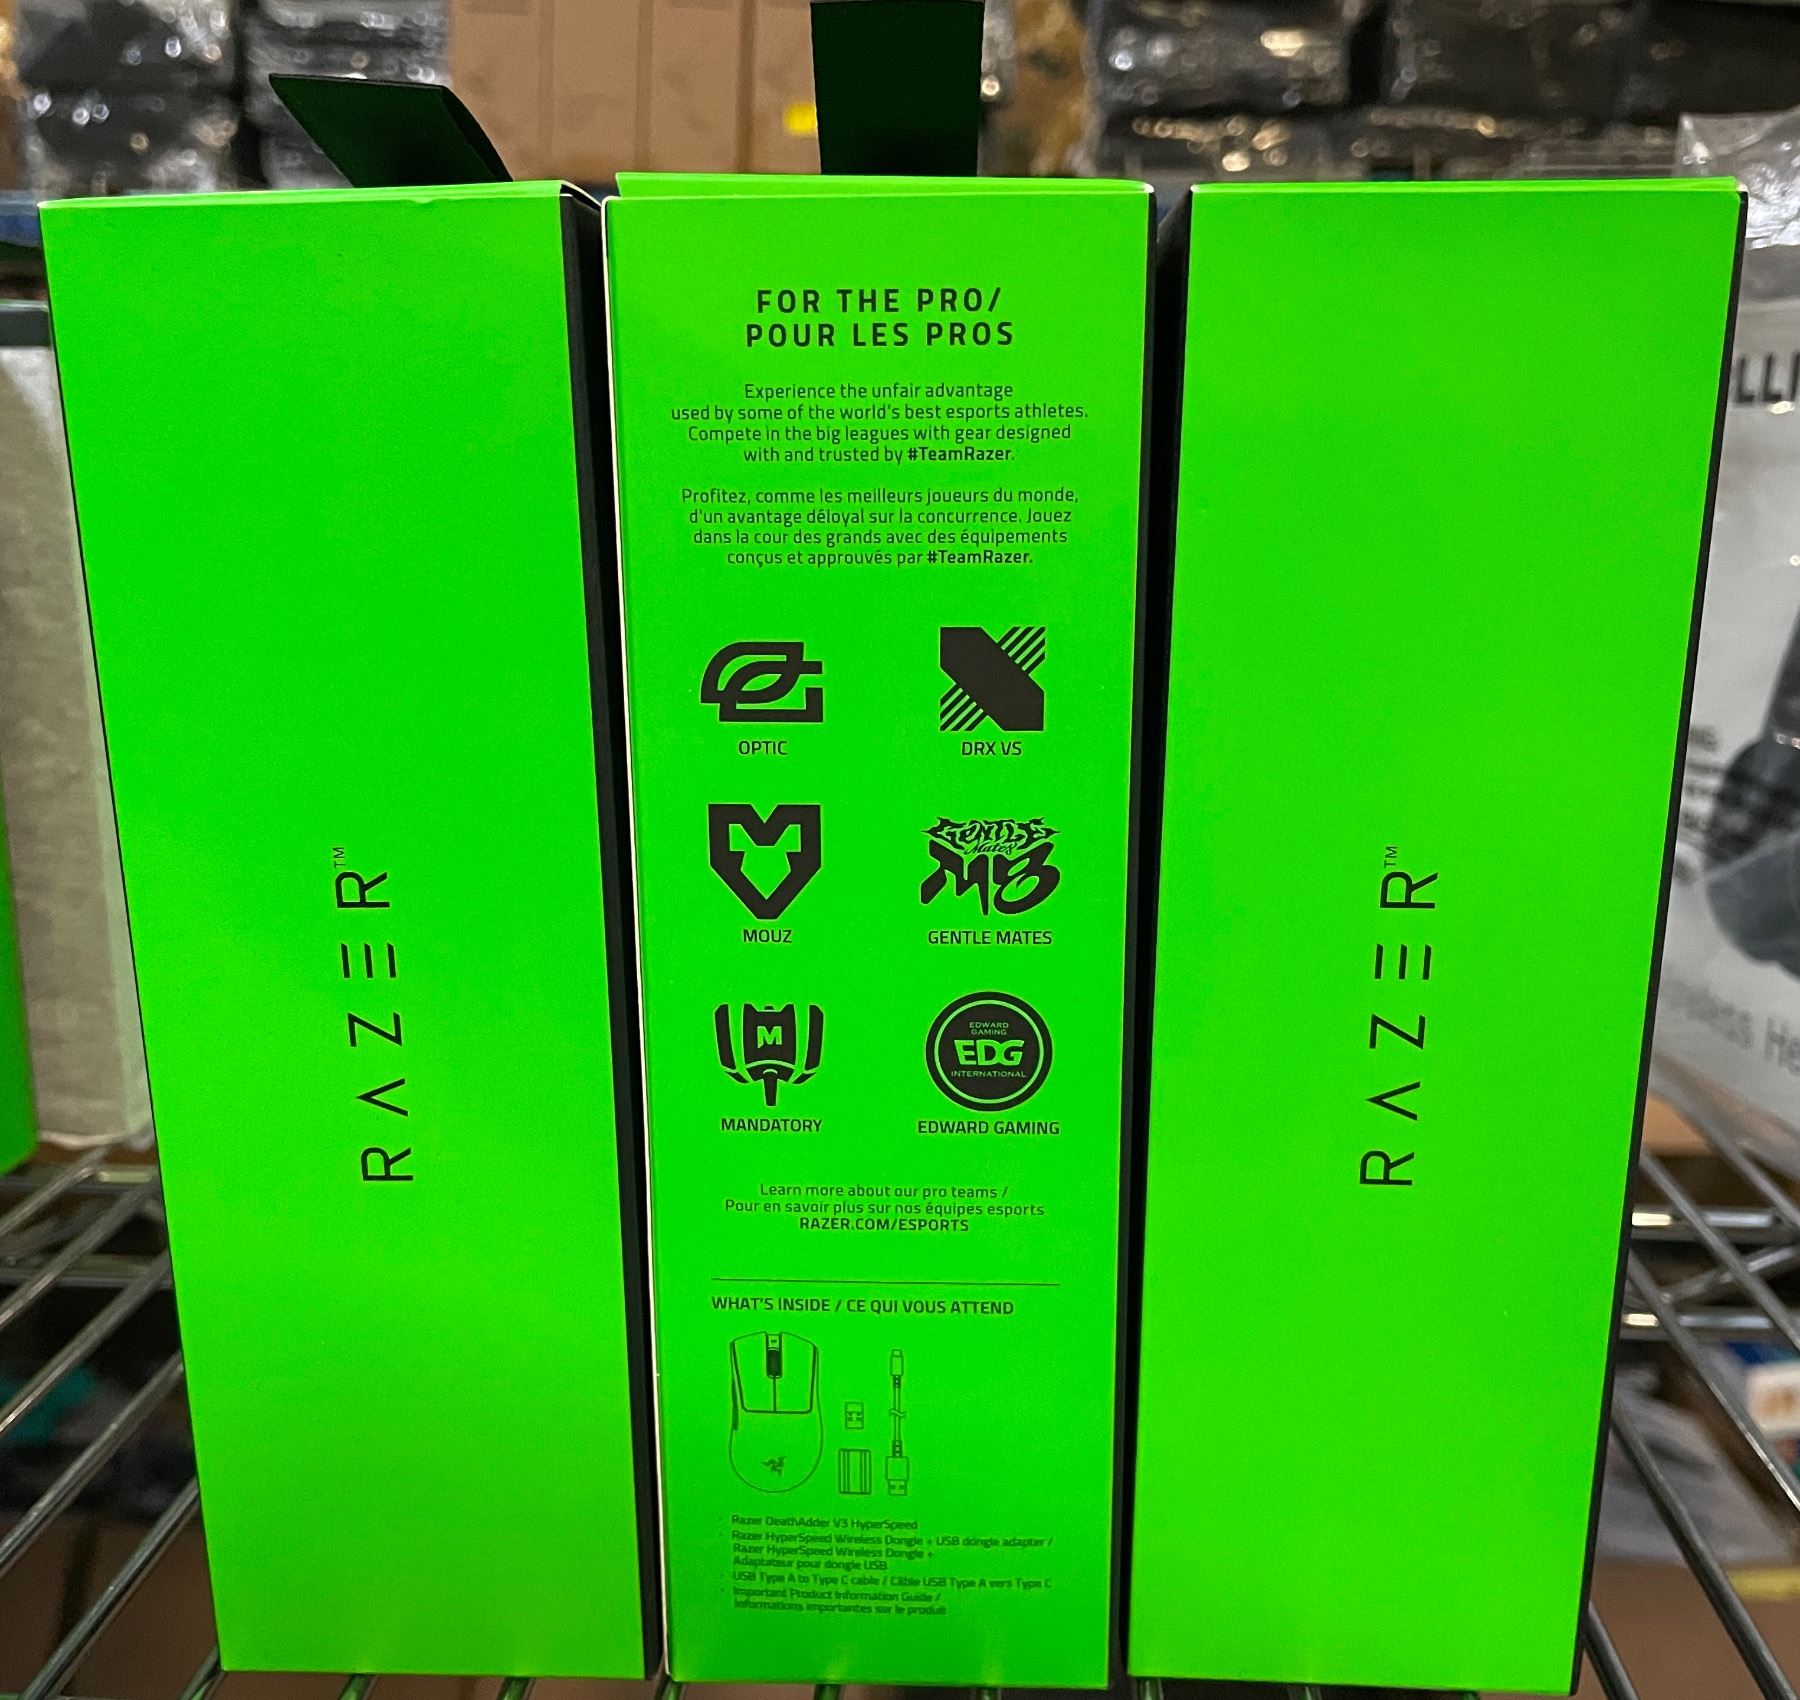 RAZER™
FOR THE PRO/
POUR LES PROS
Experience the unfair advantage
used by some of the world's best esports athletes.
Compete in the big leagues with gear designed
with and trusted by #TeamRazer.
Profitez, comme les meilleurs joueurs du monde,
d'un avantage déloyal sur la concurrence. Jouez
dans la cour des grands avec des équipements
conçus et approuvés par #TeamRazer.
OPTIC
DRX VS
MOUZ
GENTLE
Mates
M8
GENTLE MATES
M
MANDATORY
EDWARD
GAMING
EDG
INTERNATIONAL
EDWARD GAMING
Learn more about our pro teams /
Pour en savoir plus sur nos équipes esports
RAZER.COM/ESPORTS
WHAT'S INSIDE / CE QUI VOUS ATTEND
· Razer DeathAdder V3 HyperSpeed
· Razer HyperSpeed Wireless Dongle + USB dongle adapter /
Razer HyperSpeed Wireless Dongle +
Adaptateur pour dongle USB
· USB Type A to Type C cable / Câble USB Type A vers Type C
· Important Product Information Guide /
Informations importantes sur le produit
RAZER™